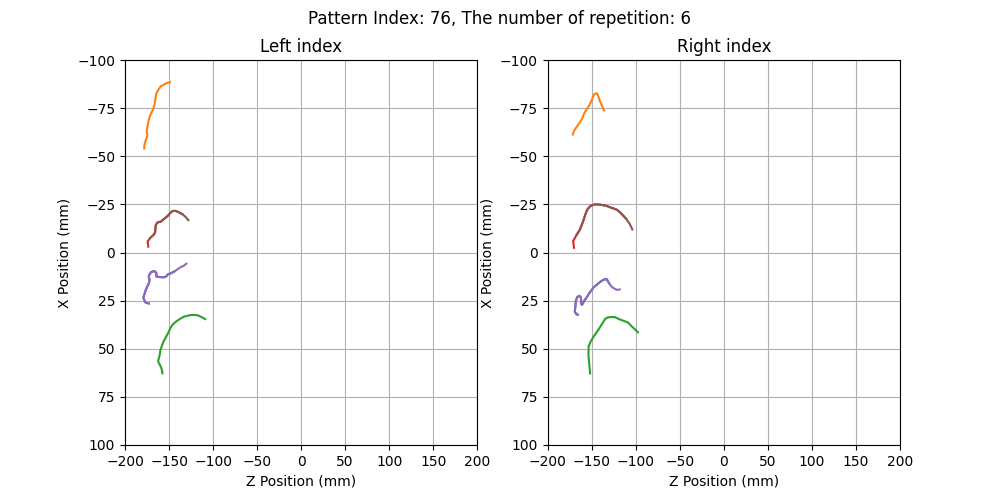 Pattern Index: 76, The number of repetition: 6
Left index
Right index
−100
−75
−50
−25
0
25
50
75
100
X Position (mm)
−200 −150 −100 −50 0 50 100 150 200
Z Position (mm)
−100
−75
−50
−25
0
25
50
75
100
X Position (mm)
−200 −150 −100 −50 0 50 100 150 200
Z Position (mm)